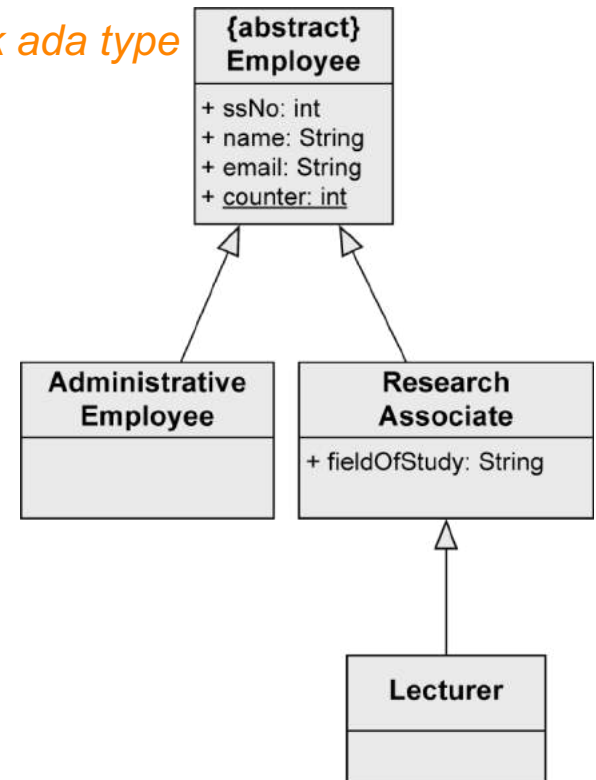 ada type
{abstract}
Employee
+ ssNo: int
+ name: String
+ email: String
+ counter: int
Administrative
Employee
Research
Associate
+ fieldOfStudy: String
Lecturer